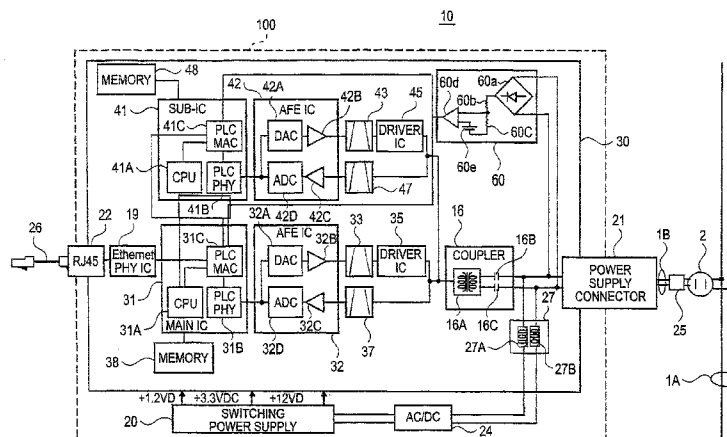 10
100
MEMORY
48
41
SUB-IC
41C
PLC
MAC
41A
CPU
PLC
PHY
41B
42
42A
42B
43
45
AFE IC
DAC
DRIVER
IC
ADC
42D
42C
47
60a
60d
60b
60C
60e
60
30
26
22
19
RJ45
Ethernet
PHY IC
31C
PLC
MAC
31
CPU
PLC
PHY
31A
MAIN IC
31B
38
MEMORY
32A
AFE IC
32B
33
35
DAC
DRIVER
IC
ADC
32D
32C
32
37
16
COUPLER
16B
16A
16C
27
27A
27B
21
POWER
SUPPLY
CONNECTOR
1B
2
25
1A
+1.2VD
+3.3VDC
+12VD
20
SWITCHING
POWER SUPPLY
AC/DC
24